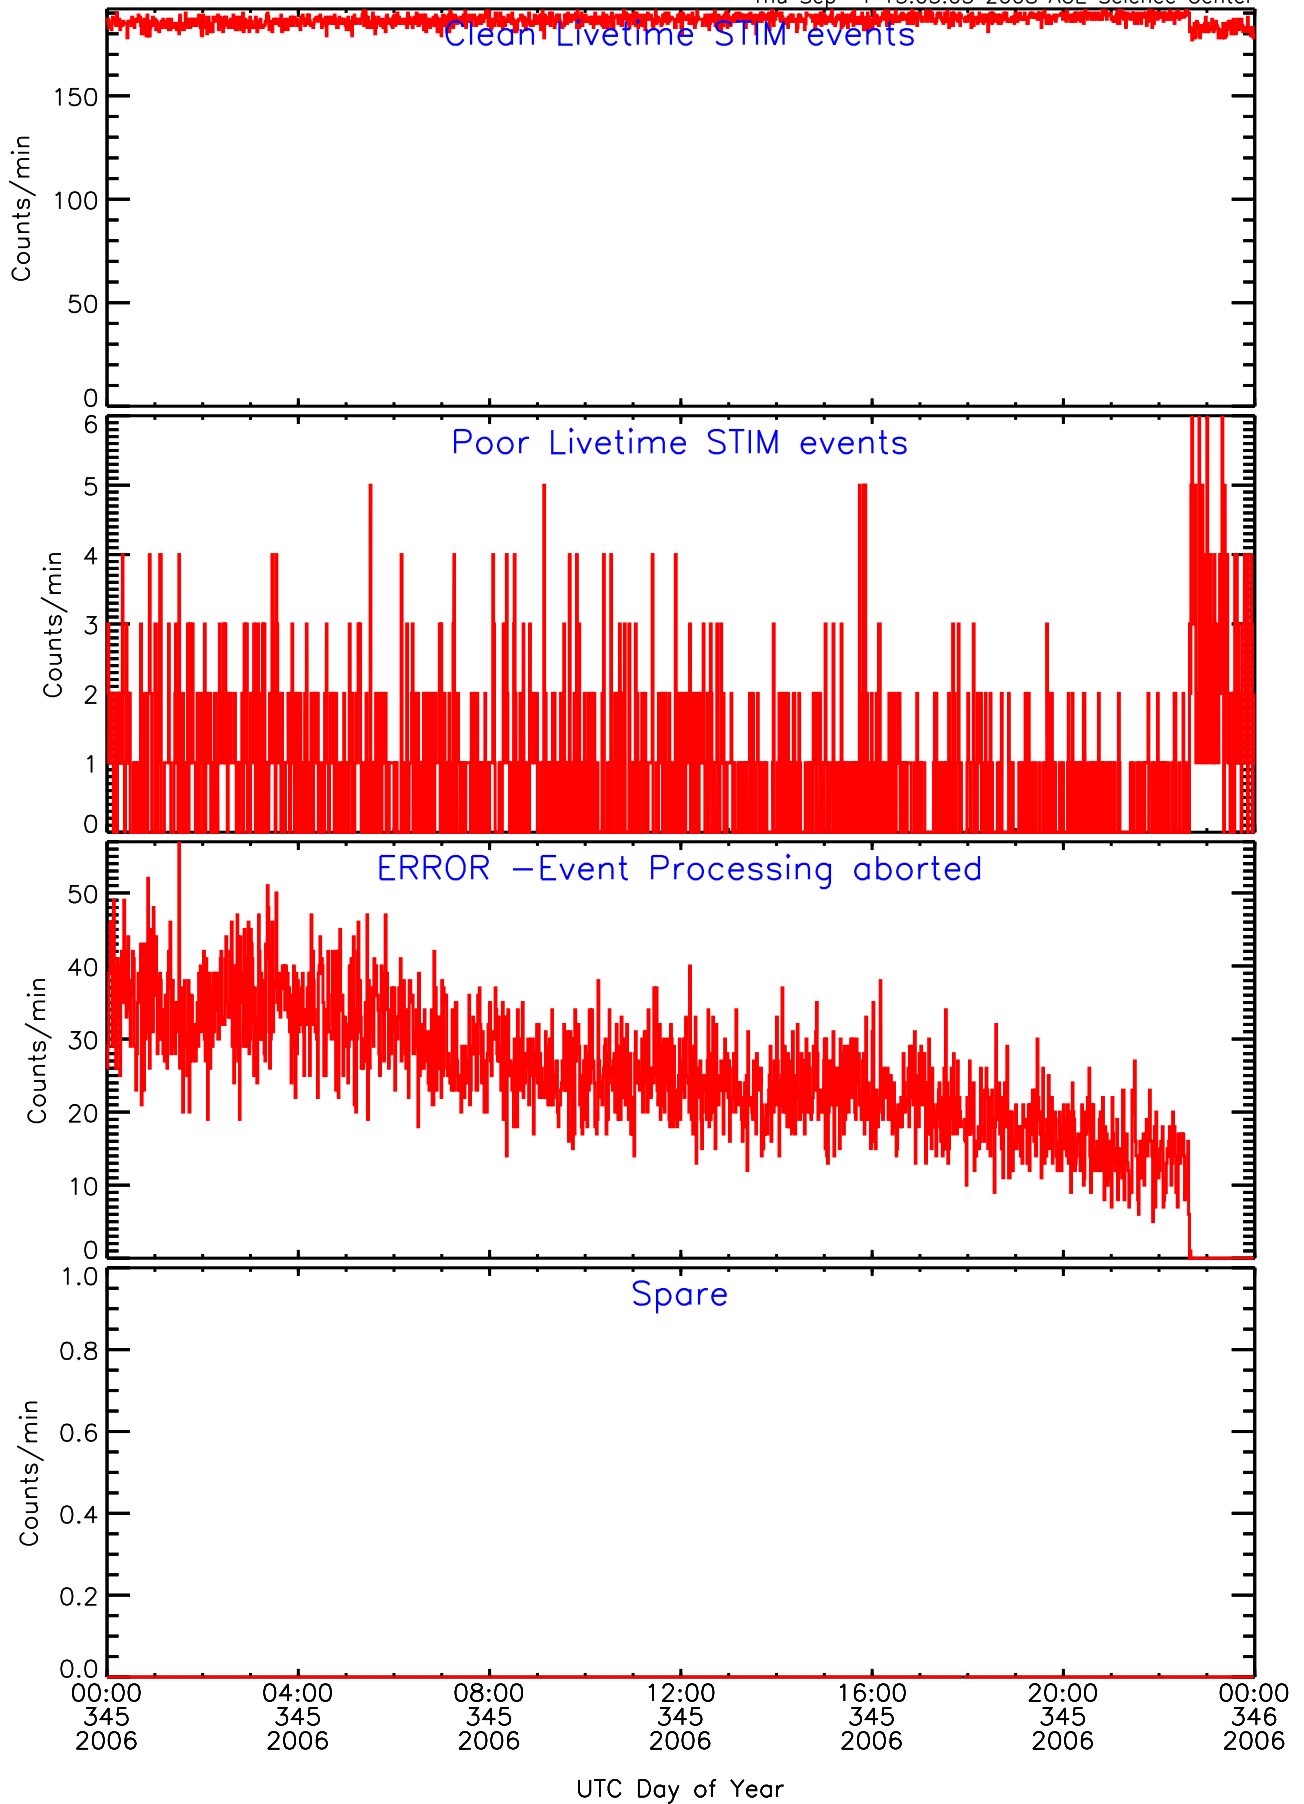 Clean Livetime STIM events
150
100
50
0
Counts/min
Poor Livetime STIM events
6
5
4
3
2
1
0
Counts/min
ERROR -Event Processing aborted
50
40
30
20
10
0
Counts/min
Spare
1.0
0.8
0.6
0.4
0.2
0.0
Counts/min
00:00 04:00 08:00 12:00 16:00 20:00 00:00
345 345 345 345 345 345 346
2006 2006 2006 2006 2006 2006 2006
UTC Day of Year